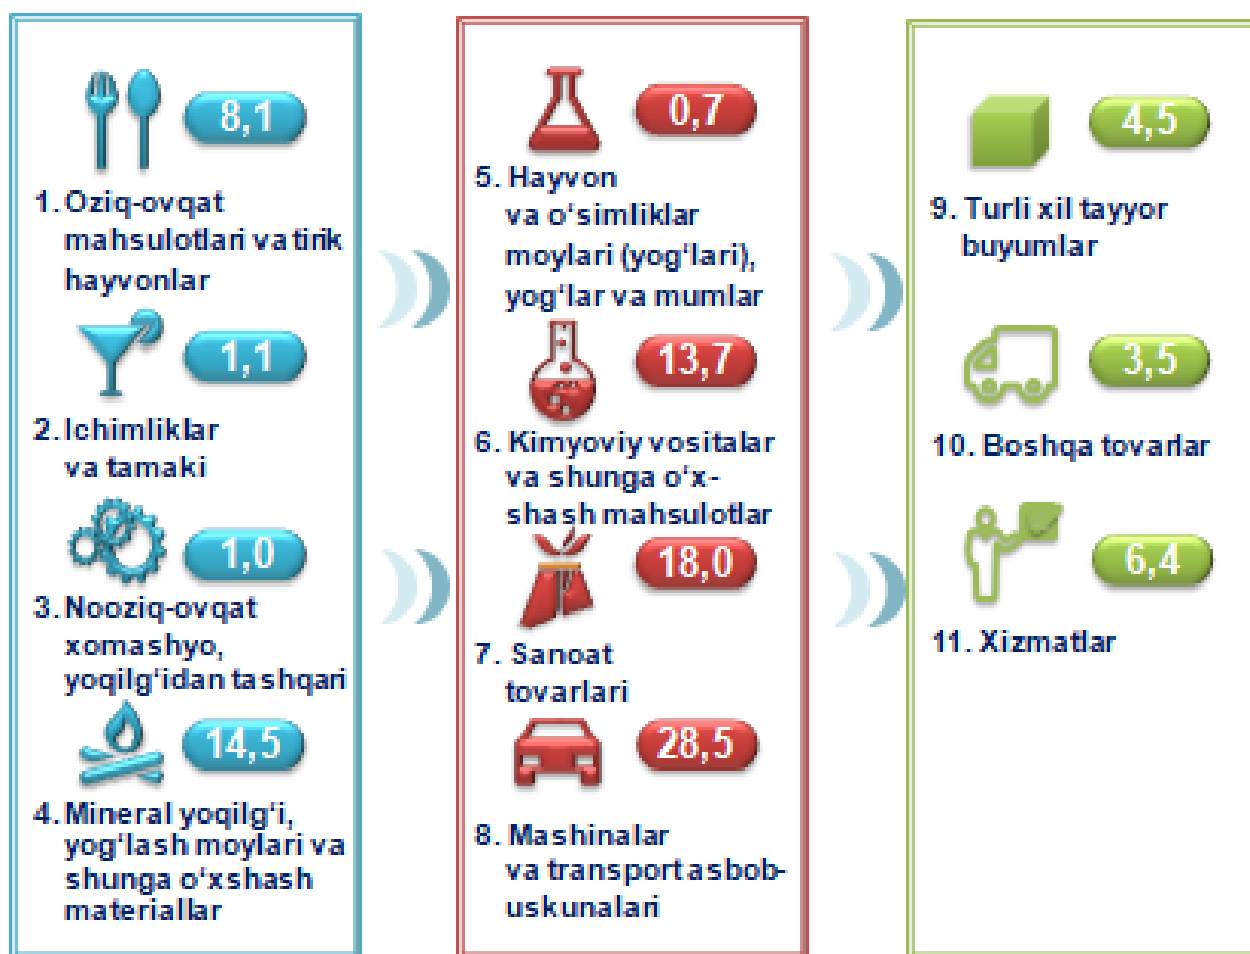 8,1
1. Oziq-ovqat
mahsulotlari va tirik
hayvonlar
1,1
2. Ichimliklar
va tamaki
1,0
3. Nooziq-ovqat
xomashyo,
yoqilg‘idan tashqari
14,5
4. Mineral yoqilg‘i,
yog‘lash moylari va
shunga o‘xshash
materiallar
0,7
5. Hayvon
va o‘simliklar
moylari (yog‘lari),
yog‘lar va mumlar
13,7
6. Kimyoviy vositalar
va shunga o‘x-
shash mahsulotlar
18,0
7. Sanoat
tovarlari
28,5
8. Mashinalar
va transport asbob-
uskunalari
4,5
9. Turli xil tayyor
buyumlar
3,5
10. Boshqa tovarlar
6,4
11. Xizmatlar